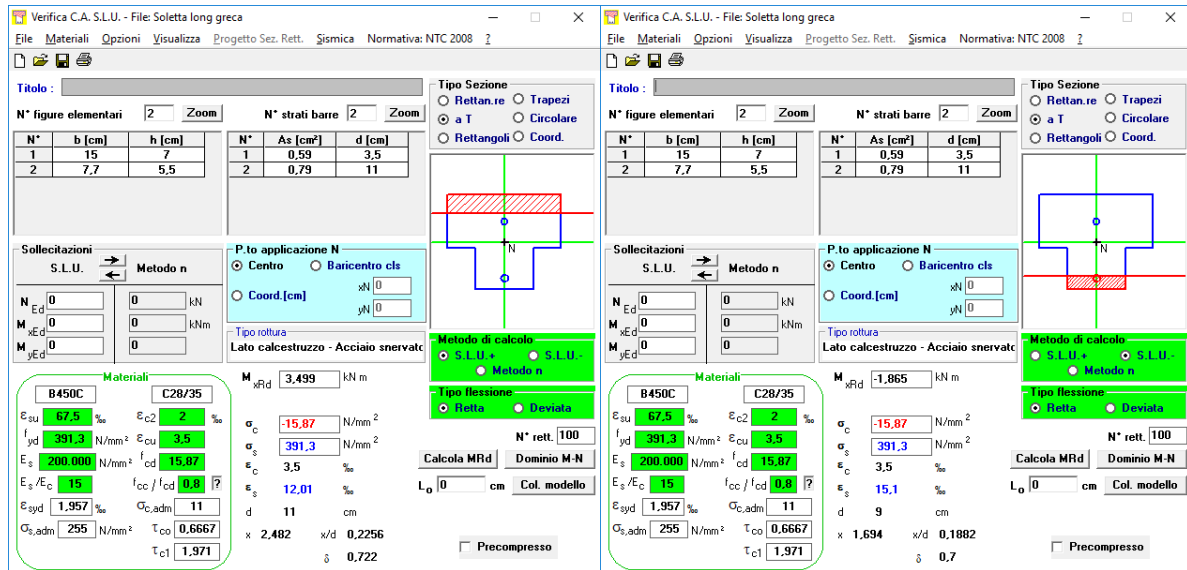 Verifica C.A. S.L.U. - File: Soletta long greca
File Materiali Opzioni Visualizza Progetto Sez. Rett. Sismica Normativa: NTC 2008 ?
Titolo :
N° figure elementari 2 Zoom N° strati barre 2 Zoom
N° b [cm] h [cm]
1 15 7
2 7,7 5,5
N° As [cm²] d [cm]
1 0,59 3,5
2 0,79 11
Tipo Sezione
Rettan.re Trapezi
a T Circolare
Rettangoli Coord.
N
Sollecitazioni
S.L.U. Metodo n
N Ed 0 0 kN
M xEd 0 0 kNm
M yEd 0 0
P.to applicazione N
Centro Baricentro cls
Coord.[cm] xN 0
yN 0
Tipo rottura
Lato calcestruzzo - Acciaio snervato
Metodo di calcolo
S.L.U.+ S.L.U.-
Metodo n
Tipo flessione
Retta Deviata
N° rett. 100
Calcola MRd Dominio M-N
L o 0 cm Col. modello
Precompresso
Materiali
B450C C28/35
εsu 67,5 ‰ εc2 2 ‰
fyd 391,3 N/mm² εcu 3,5
Es 200.000 N/mm² fcd 15,87
Es/Ec 15 fcc / fcd 0,8 ?
εsyd 1,957 ‰ σc,adm 11
σs,adm 255 N/mm² τco 0,6667
τc1 1,971
M xRd 3,499 kN m
σc -15,87 N/mm²
σs 391,3 N/mm²
εc 3,5 ‰
εs 12,01 ‰
d 11 cm
x 2,482 x/d 0,2256
δ 0,722
Verifica C.A. S.L.U. - File: Soletta long greca
File Materiali Opzioni Visualizza Progetto Sez. Rett. Sismica Normativa: NTC 2008 ?
Titolo :
N° figure elementari 2 Zoom N° strati barre 2 Zoom
N° b [cm] h [cm]
1 15 7
2 7,7 5,5
N° As [cm²] d [cm]
1 0,59 3,5
2 0,79 11
Tipo Sezione
Rettan.re Trapezi
a T Circolare
Rettangoli Coord.
N
Sollecitazioni
S.L.U. Metodo n
N Ed 0 0 kN
M xEd 0 0 kNm
M yEd 0 0
P.to applicazione N
Centro Baricentro cls
Coord.[cm] xN 0
yN 0
Tipo rottura
Lato calcestruzzo - Acciaio snervato
Metodo di calcolo
S.L.U.+ S.L.U.-
Metodo n
Tipo flessione
Retta Deviata
N° rett. 100
Calcola MRd Dominio M-N
L o 0 cm Col. modello
Precompresso
Materiali
B450C C28/35
εsu 67,5 ‰ εc2 2 ‰
fyd 391,3 N/mm² εcu 3,5
Es 200.000 N/mm² fcd 15,87
Es/Ec 15 fcc / fcd 0,8 ?
εsyd 1,957 ‰ σc,adm 11
σs,adm 255 N/mm² τco 0,6667
τc1 1,971
M xRd -1,865 kN m
σc -15,87 N/mm²
σs 391,3 N/mm²
εc 3,5 ‰
εs 15,1 ‰
d 9 cm
x 1,694 x/d 0,1882
δ 0,7